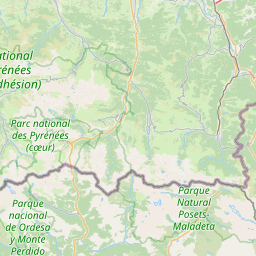 ational
yrénées
dhésion)
Parc national
des Pyrénées
(cœur)
Parque
nacional
de Ordesa
y Monte
Perdido
Parque
Natural
Posets-
Maladeta